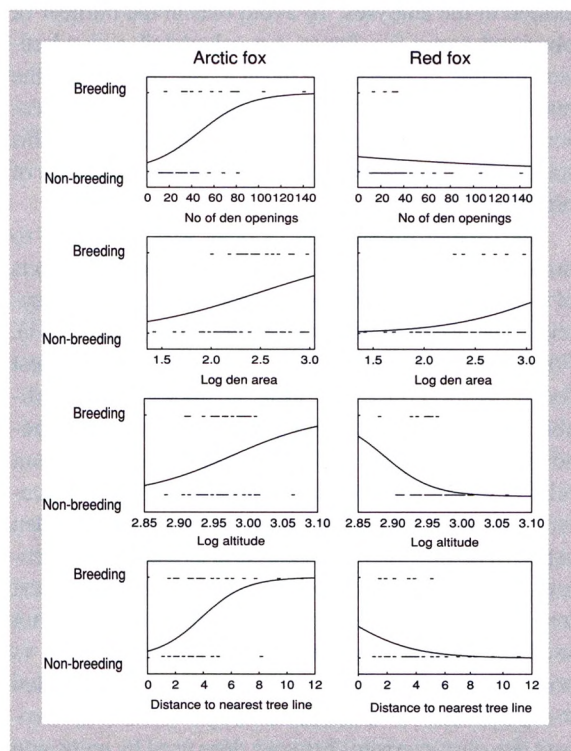 Arctic fox Red fox
Breeding
Non-breeding
0 20 40 60 80 100 120 140 0 20 40 60 80 100 120 140
No of den openings No of den openings
Breeding
Non-breeding
1.5 2.0 2.5 3.0 1.5 2.0 2.5 3.0
Log den area Log den area
Breeding
Non-breeding
2.85 2.90 2.95 3.00 3.05 3.10 2.85 2.90 2.95 3.00 3.05 3.10
Log altitude Log altitude
Breeding
Non-breeding
0 2 4 6 8 10 12 0 2 4 6 8 10 12
Distance to nearest tree line Distance to nearest tree line